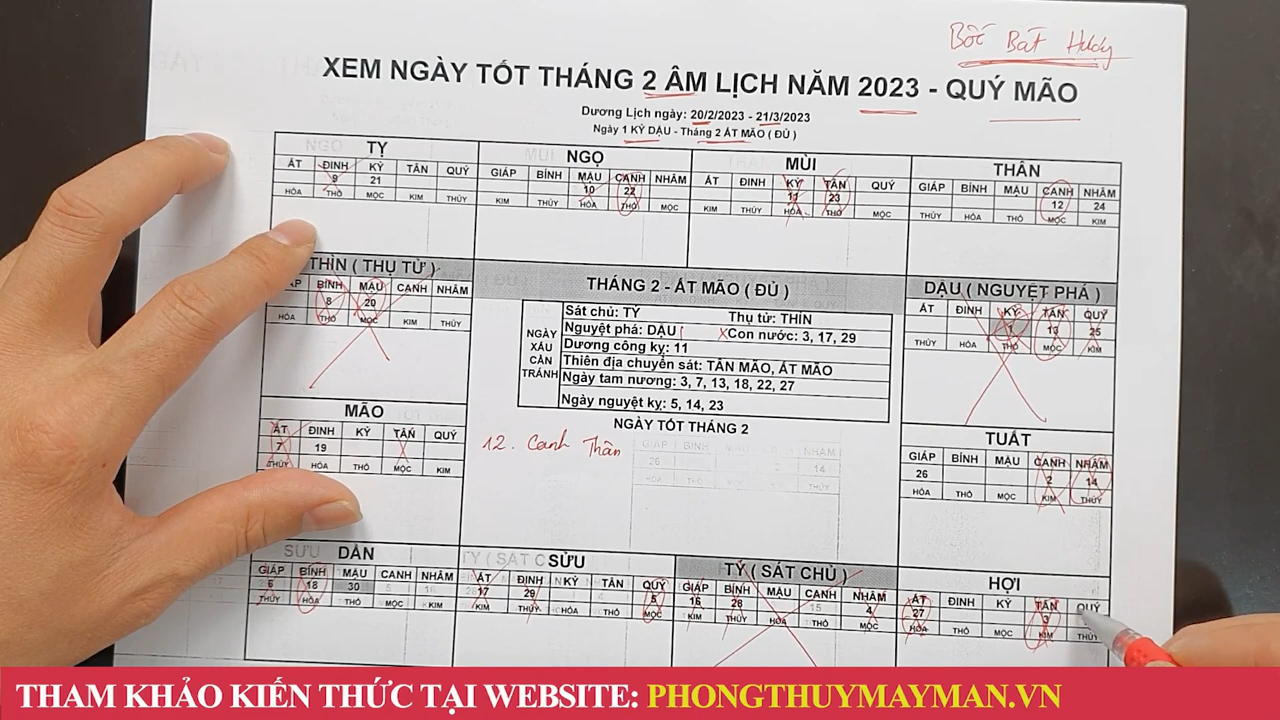 Bốc Bát Hương
XEM NGÀY TỐT THÁNG 2 ÂM LỊCH NĂM 2023 - QUÝ MÃO
Dương Lịch ngày: 20/2/2023 - 21/3/2023
Ngày 1 KỶ DẬU - Tháng 2 ÁT MÃO ( ĐỦ )
TỴ NGỌ MÙI THÂN
ÁT ĐINH KỶ TÂN QUÝ GIÁP BÍNH MẬU CANH NHÂM ÁT ĐINH KỶ TÂN QUÝ GIÁP BÍNH MẬU CANH NHÂM
9 21 10 22 11 23 12 24
HỎA THỔ MỘC KIM THỦY KIM THỦY HỎA THỔ MỘC KIM THỦY HỎA THỔ MỘC THỦY HỎA THỔ MỘC KIM
THÌN ( THỤ TỬ ) THÁNG 2 - ÁT MÃO ( ĐỦ ) DẬU ( NGUYỆT PHÁ )
BÍNH MẬU CANH NHÂM ÁT ĐINH KỶ TÂN QUÝ
8 20 1 13 25
HỎA THỔ MỘC KIM THỦY THỦY HỎA THỔ MỘC KIM
NGÀY XẤU CẦN TRÁNH
Sát chủ: TÝ Thụ tử: THÌN
Nguyệt phá: DẬU Con nước: 3, 17, 29
Dương công kỵ: 11
Thiên địa chuyển sát: TÂN MÃO, ÁT MÃO
Ngày tam nương: 3, 7, 13, 18, 22, 27
Ngày nguyệt kỵ: 5, 14, 23
MÃO NGÀY TỐT THÁNG 2 TUẤT
ÁT ĐINH KỶ TÂN QUÝ GIÁP BÍNH MẬU CANH NHÂM
7 19 26 2 14
THỦY HỎA THỔ MỘC KIM HỎA THỔ MỘC KIM THỦY
12. Canh Thân
DẦN SỬU TÝ ( SÁT CHỦ ) HỢI
GIÁP BÍNH MẬU CANH NHÂM ÁT ĐINH KỶ TÂN QUÝ GIÁP BÍNH MẬU CANH NHÂM ÁT ĐINH KỶ TÂN QUÝ
6 18 30 17 29 5 16 28 4 27 3
THỦY HỎA THỔ MỘC KIM KIM THỦY HỎA THỔ MỘC KIM THỦY HỎA THỔ MỘC HỎA THỔ MỘC KIM THỦY
THAM KHẢO KIẾN THỨC TẠI WEBSITE: PHONGTHUYMAYMAN.VN